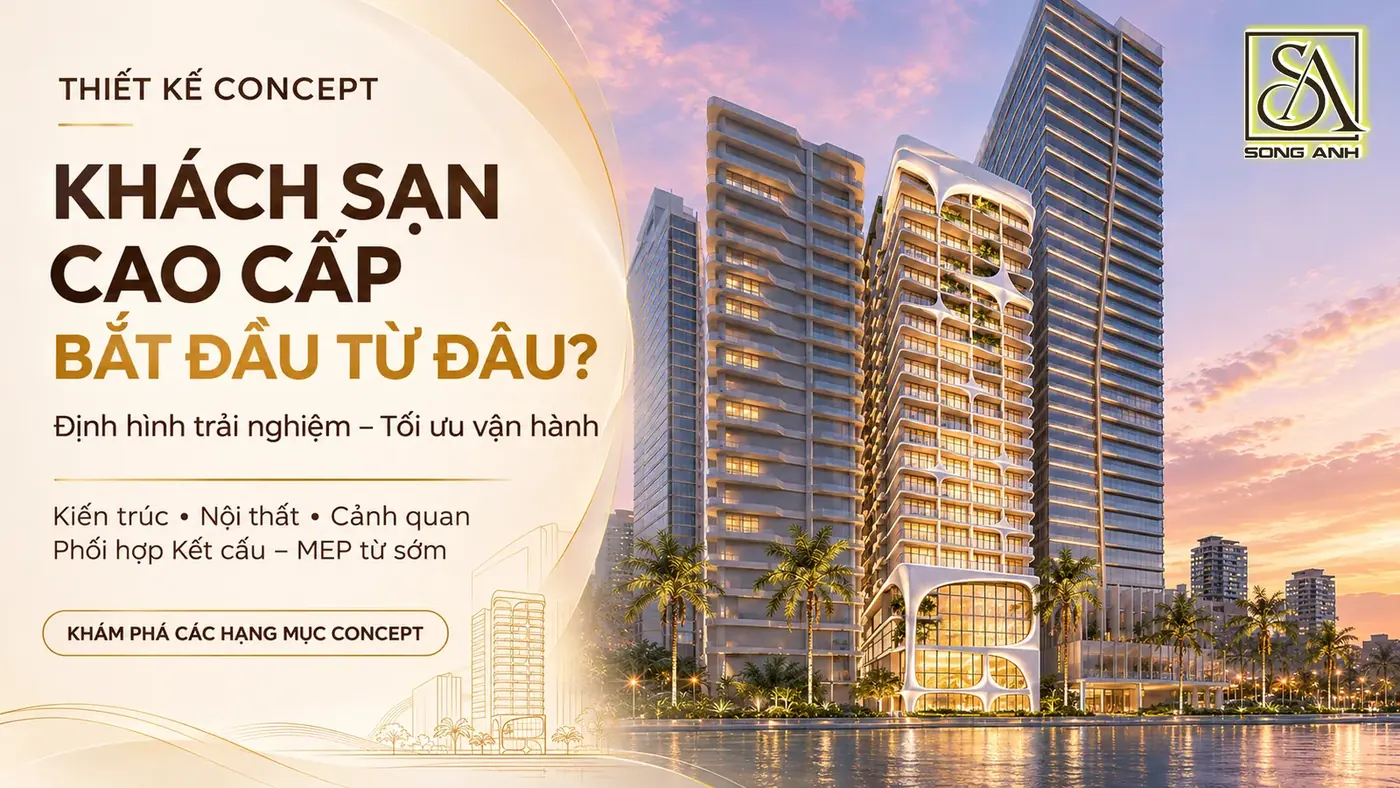 THIẾT KẾ CONCEPT
KHÁCH SẠN
CAO CẤP
BẮT ĐẦU TỪ ĐÂU?
Định hình trải nghiệm – Tối ưu vận hành
Kiến trúc • Nội thất • Cảnh quan
Phối hợp Kết cấu – MEP từ sớm
KHÁM PHÁ CÁC HẠNG MỤC CONCEPT
SA
SONG ANH